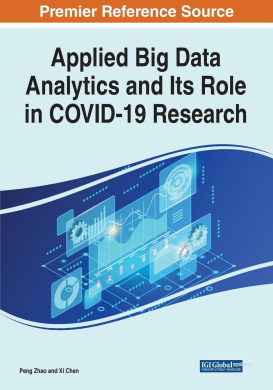 Premier Reference Source
Applied Big Data
Analytics and Its Role
in COVID-19 Research
Peng Zhao and Xi Chen
IGI Global